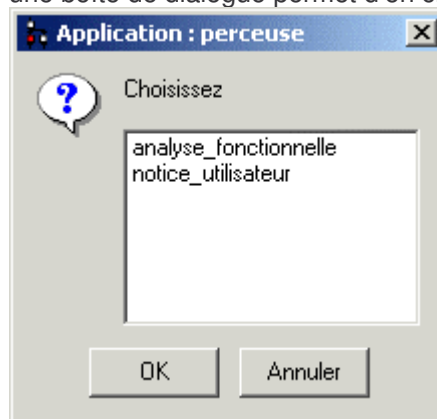 une boîte de dialogue permet d'en
Application : perceuse
?
Choisissez
analyse_fonctionnelle
notice_utilisateur
OK
Annuler